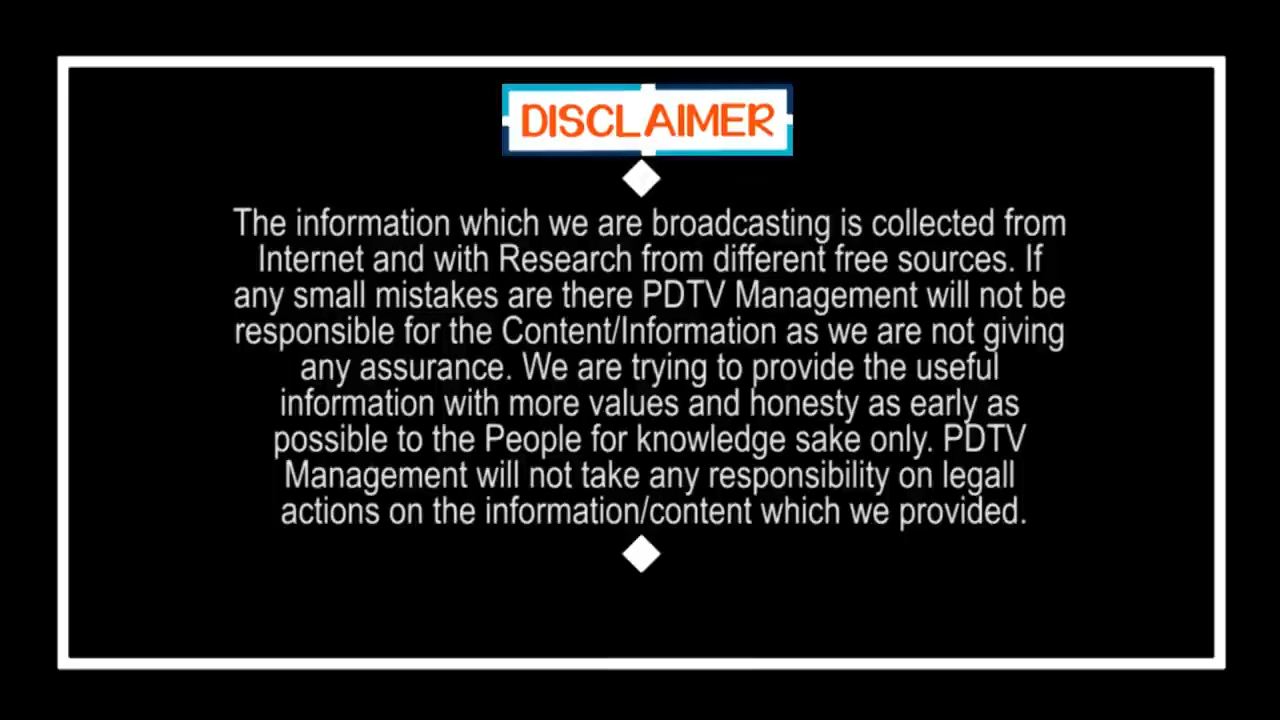 DISCLAIMER
The information which we are broadcasting is collected from
Internet and with Research from different free sources. If
any small mistakes are there PDTV Management will not be
responsible for the Content/Information as we are not giving
any assurance. We are trying to provide the useful
information with more values and honesty as early as
possible to the People for knowledge sake only. PDTV
Management will not take any responsibility on legall
actions on the information/content which we provided.